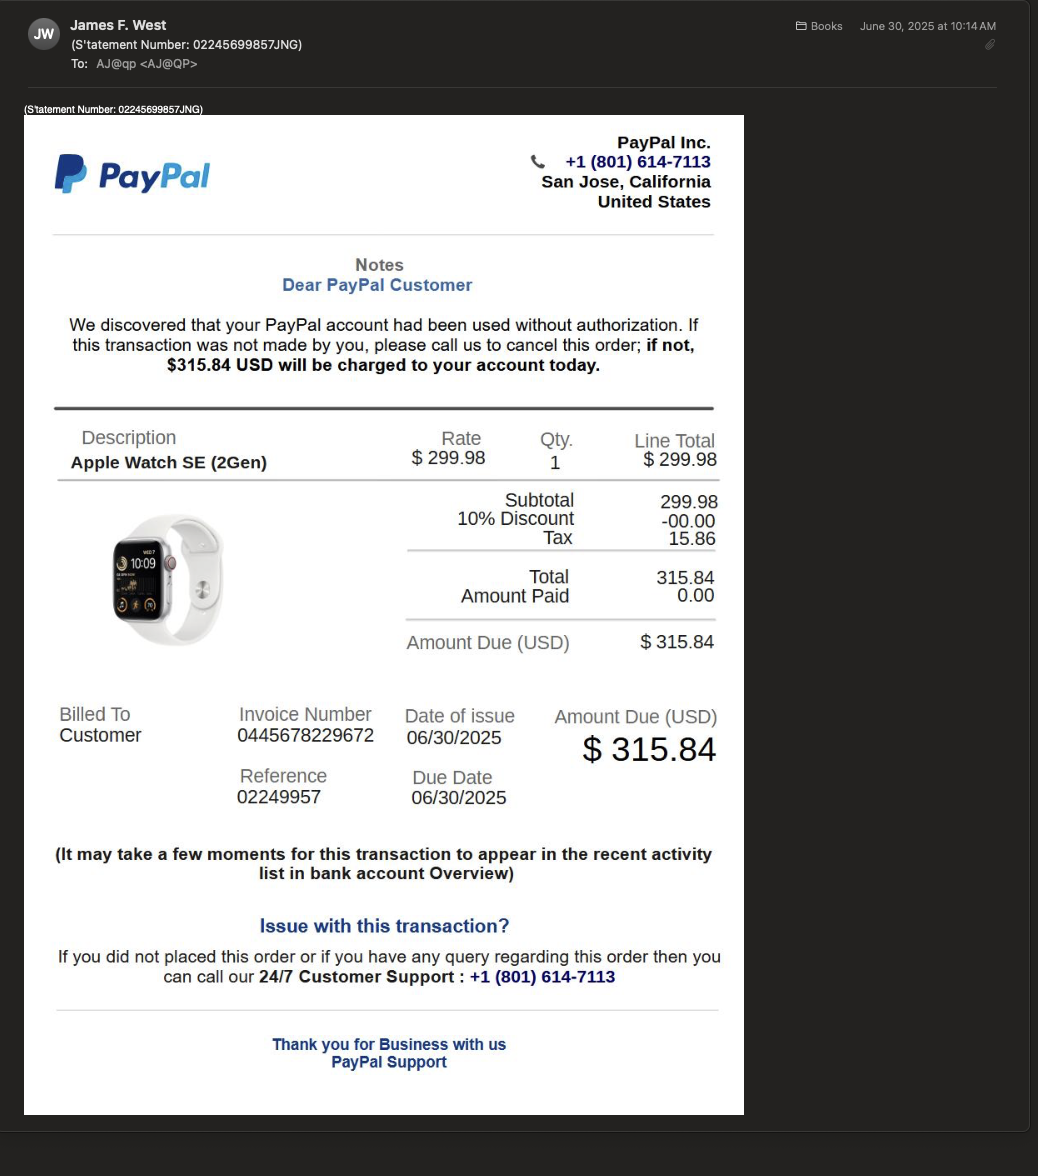 JW
James F. West
Books
June 30, 2025 at 10:14 AM
(S'tatement Number: 02245699857JNG)
To: AJ@qp <AJ@QP>
(S'tatement Number: 02245699857JNG)
PayPal
PayPal Inc.
+1 (801) 614-7113
San Jose, California
United States
Notes
Dear PayPal Customer
We discovered that your PayPal account had been used without authorization. If
this transaction was not made by you, please call us to cancel this order; if not,
$315.84 USD will be charged to your account today.
Description Rate Qty. Line Total
Apple Watch SE (2Gen) $ 299.98 1 $ 299.98
Subtotal 299.98
10% Discount -00.00
Tax 15.86
WED 7
10:09
Total 315.84
Amount Paid 0.00
Amount Due (USD) $ 315.84
Billed To Invoice Number Date of issue Amount Due (USD)
Customer 0445678229672 06/30/2025 $ 315.84
Reference Due Date
02249957 06/30/2025
(It may take a few moments for this transaction to appear in the recent activity
list in bank account Overview)
Issue with this transaction?
If you did not placed this order or if you have any query regarding this order then you
can call our 24/7 Customer Support : +1 (801) 614-7113
Thank you for Business with us
PayPal Support